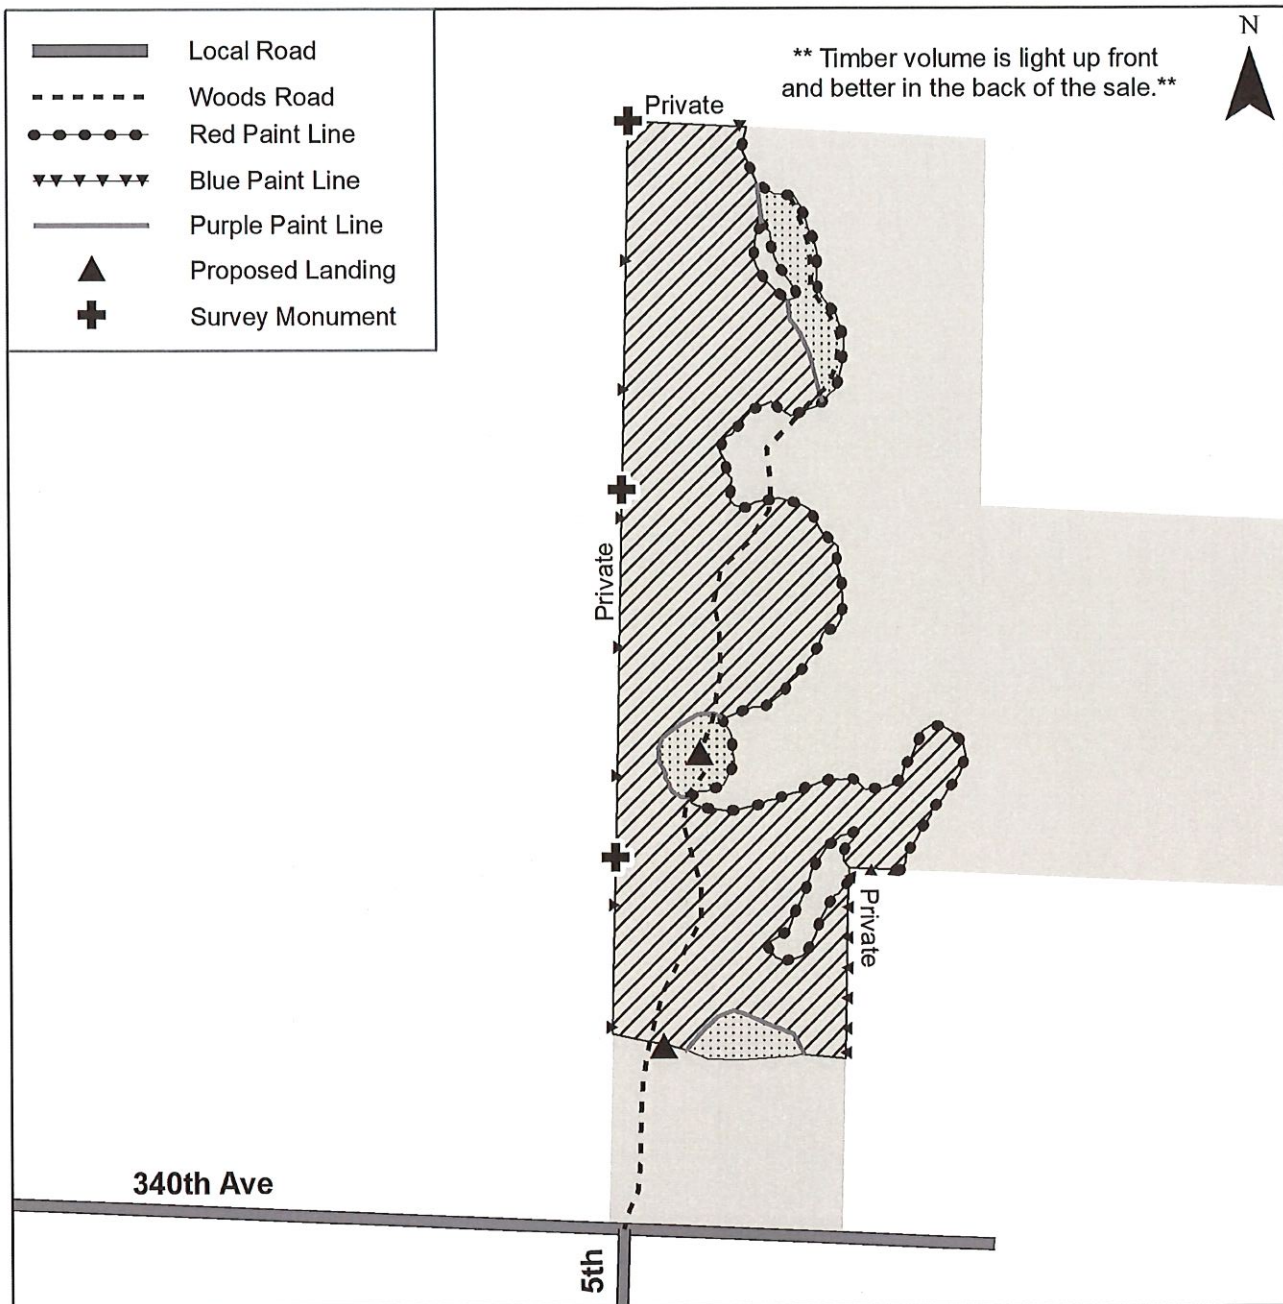 Local Road
Woods Road
Red Paint Line
Blue Paint Line
Purple Paint Line
Proposed Landing
Survey Monument
** Timber volume is light up front
and better in the back of the sale.**
N
Private
Private
Private
340th Ave
5th